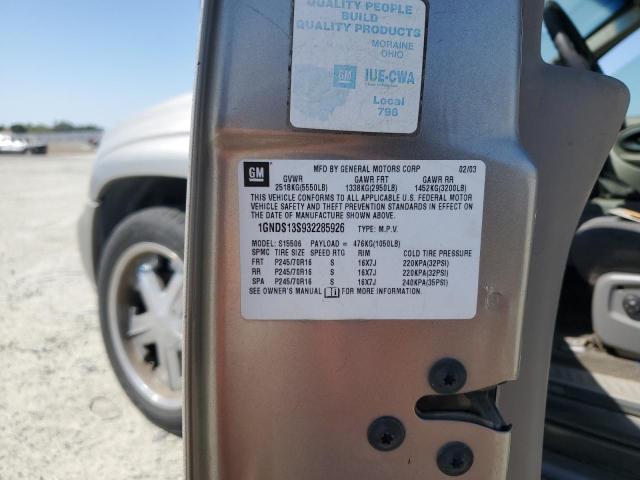 QUALITY PEOPLE
BUILD
QUALITY PRODUCTS
MORAINE
OHIO
GM IUE-CWA
Local
798
GM MFD BY GENERAL MOTORS CORP 02/03
GVWR GAWR FRT GAWR RR
2518KG(5550LB) 1338KG(2950LB) 1452KG(3200LB)
THIS VEHICLE CONFORMS TO ALL APPLICABLE U.S. FEDERAL MOTOR
VEHICLE SAFETY AND THEFT PREVENTION STANDARDS IN EFFECT ON
THE DATE OF MANUFACTURE SHOWN ABOVE.
1GNDS13S932285926 TYPE: M.P.V.
MODEL: S15506 PAYLOAD = 476KG(1050LB)
SPMC TIRE SIZE SPEED RTG RIM COLD TIRE PRESSURE
FRT P245/70R16 S 16X7J 220KPA(32PSI)
RR P245/70R16 S 16X7J 220KPA(32PSI)
SPA P245/70R16 S 16X7J 240KPA(35PSI)
SEE OWNER'S MANUAL FOR MORE INFORMATION.